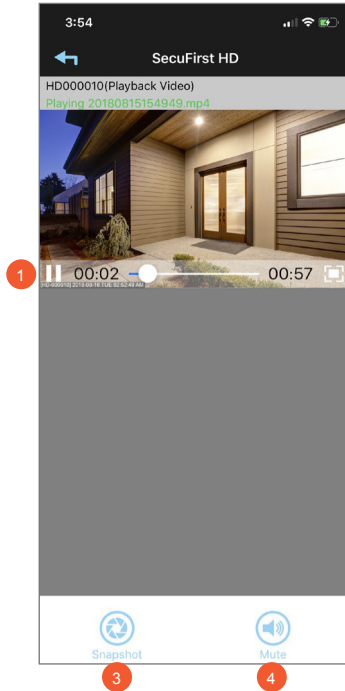 3:54
SecuFirst HD
HD000010(Playback Video)
Playing 20180815154949.mp4
1
00:02
00:57
Snapshot
Mute
3
4